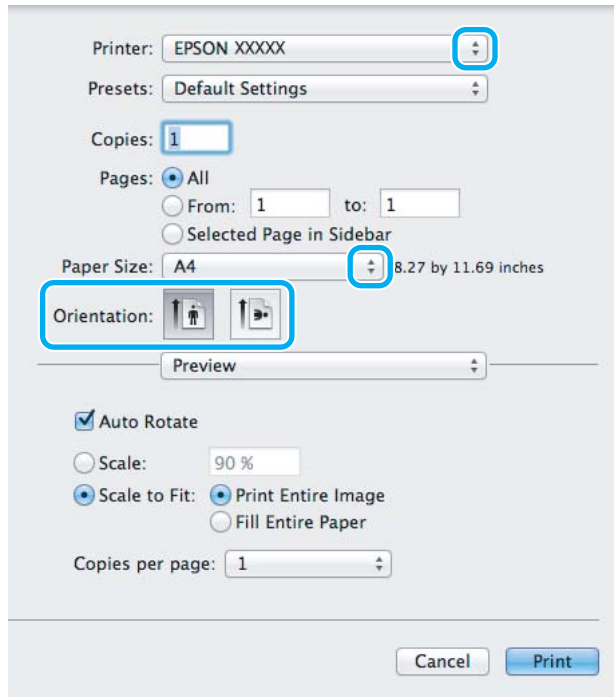 Printer: EPSON XXXXX
Presets: Default Settings
Copies: 1
Pages: All
From: 1 to: 1
Selected Page in Sidebar
Paper Size: A4 8.27 by 11.69 inches
Orientation:
Preview
Auto Rotate
Scale: 90 %
Scale to Fit: Print Entire Image
Fill Entire Paper
Copies per page: 1
Cancel Print